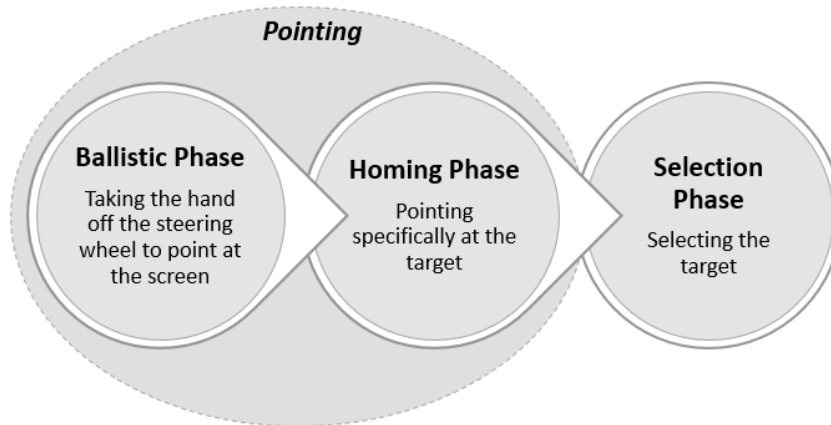 Pointing
Ballistic Phase
Taking the hand
off the steering
wheel to point at
the screen
Homing Phase
Pointing
specifically at the
target
Selection
Phase
Selecting the
target